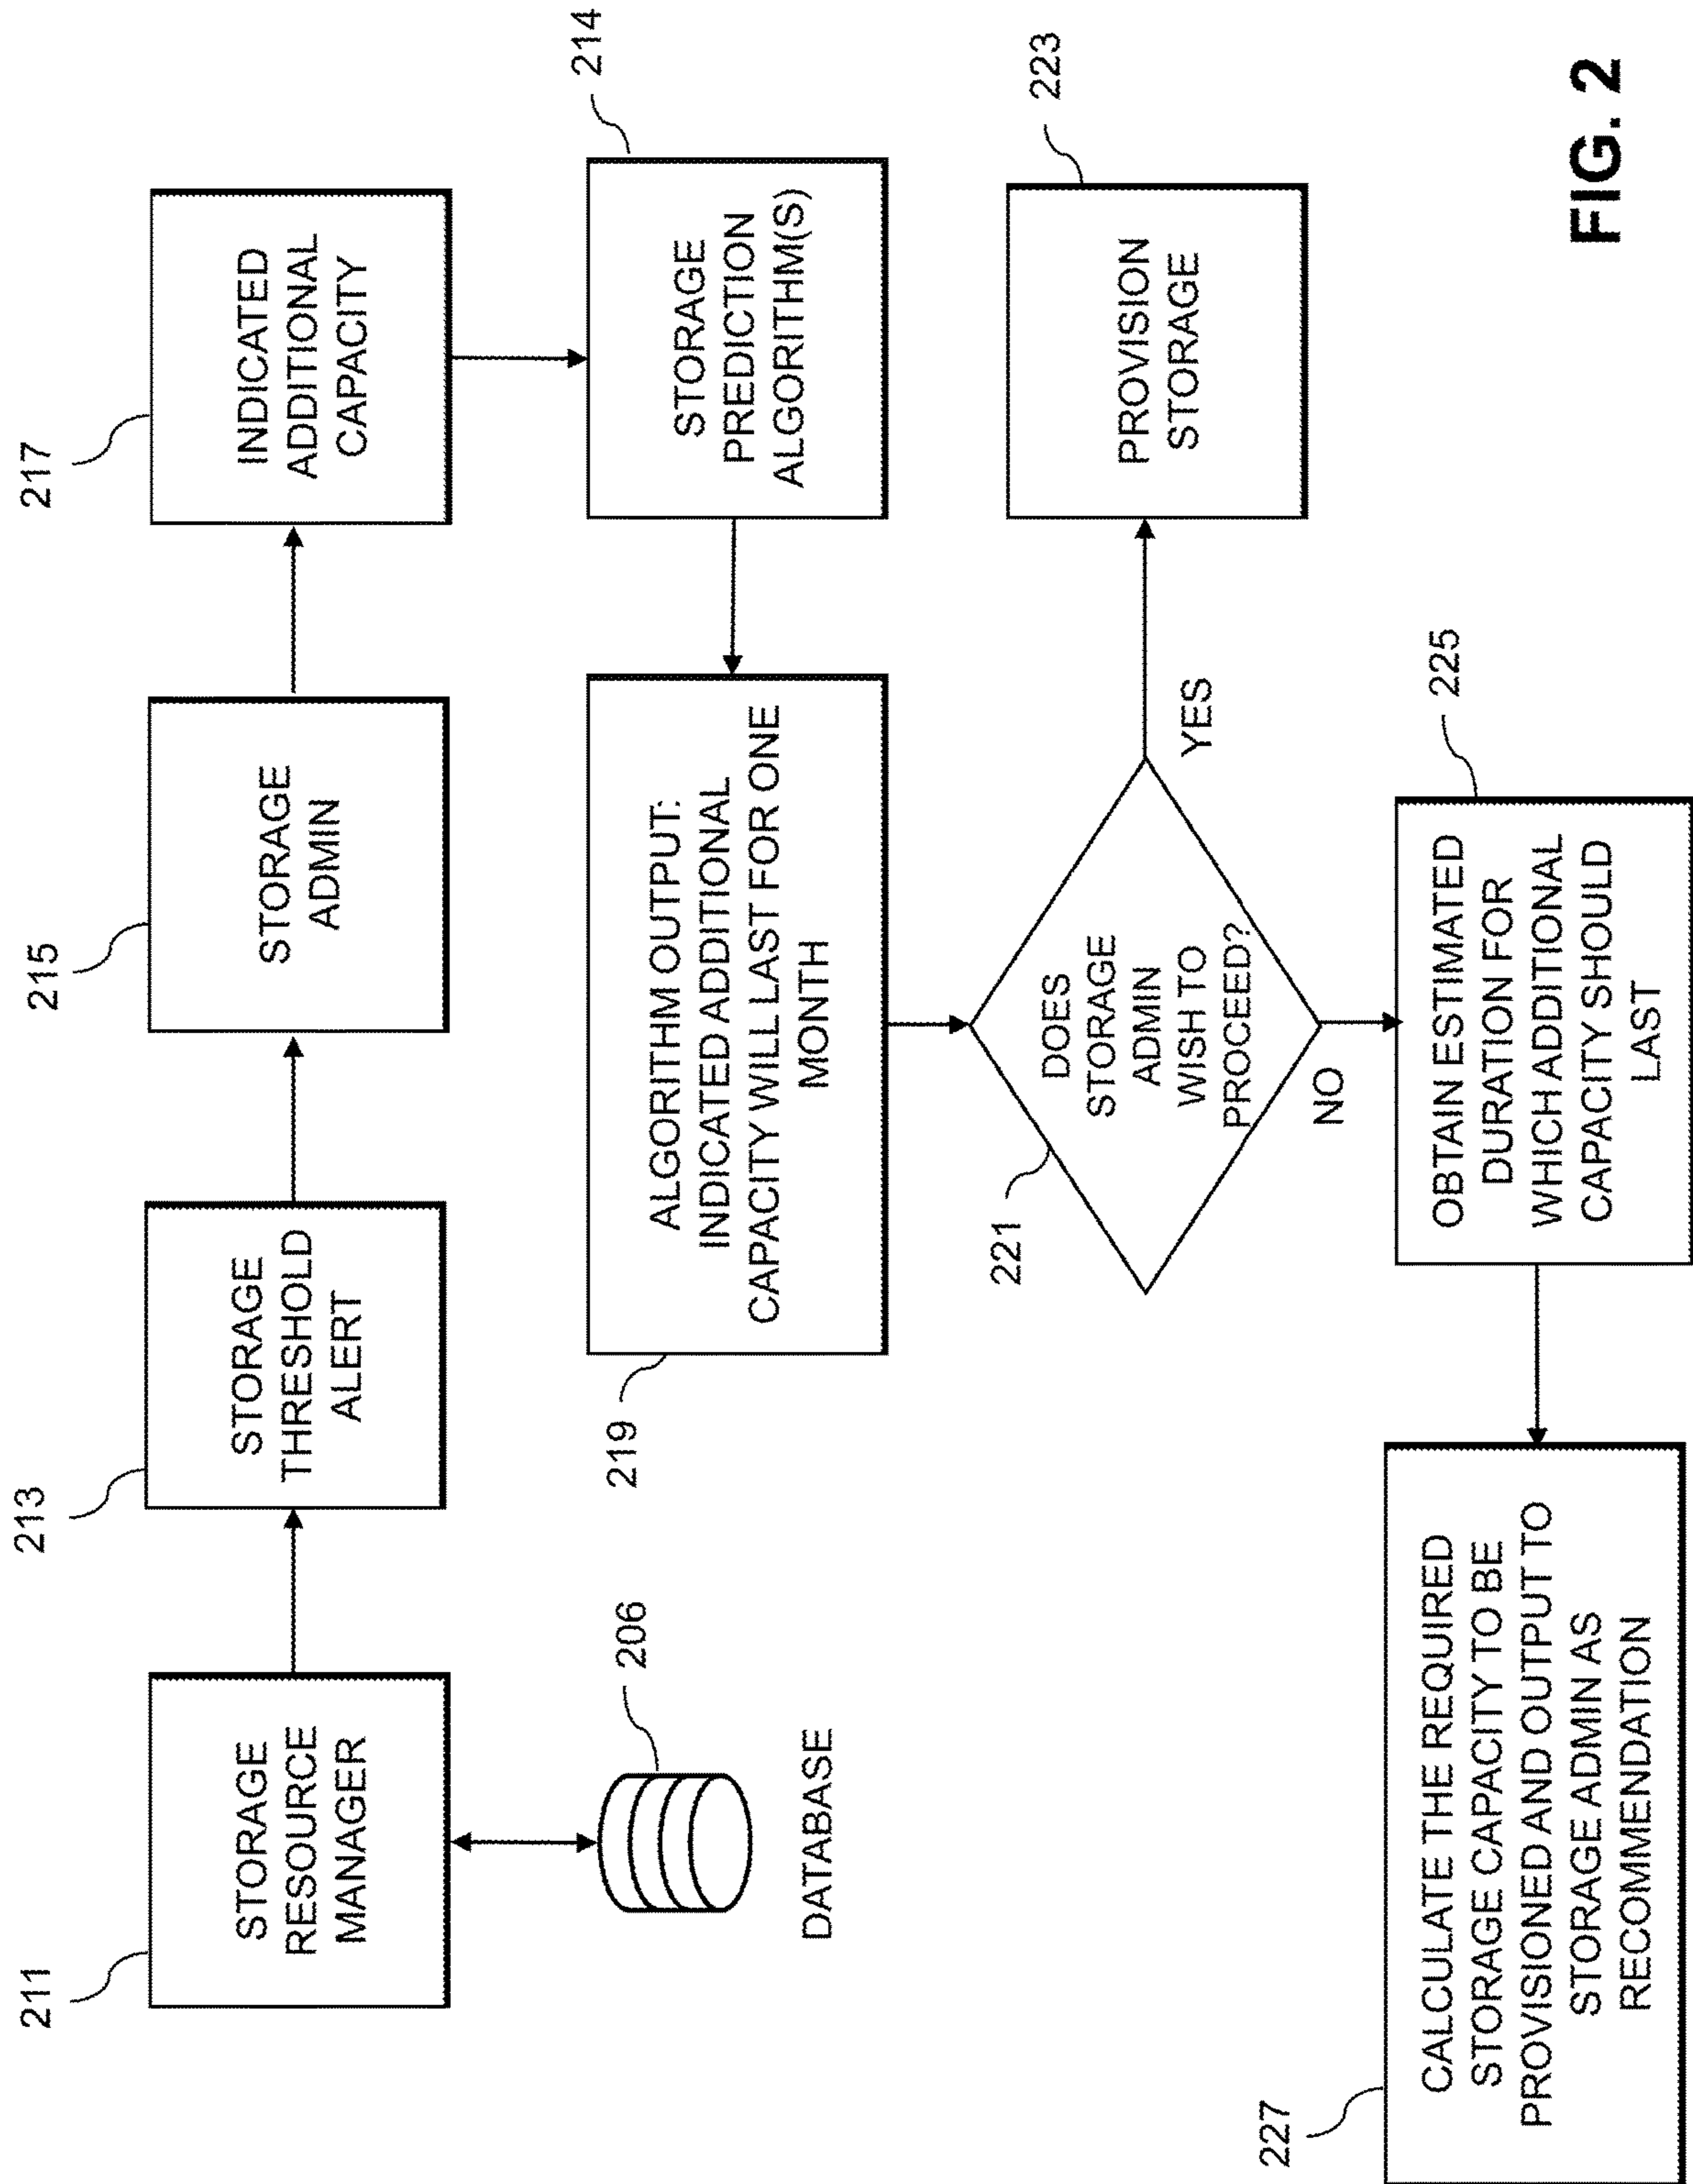 211
STORAGE
RESOURCE
MANAGER
213
STORAGE
THRESHOLD
ALERT
215
STORAGE
ADMIN
217
INDICATED
ADDITIONAL
CAPACITY
206
DATABASE
219
ALGORITHM OUTPUT:
INDICATED ADDITIONAL
CAPACITY WILL LAST FOR ONE
MONTH
STORAGE
PREDICTION
ALGORITHM(S)
214
221
DOES
STORAGE
ADMIN
WISH TO
PROCEED?
YES
NO
PROVISION
STORAGE
223
227
CALCULATE THE REQUIRED
STORAGE CAPACITY TO BE
PROVISIONED AND OUTPUT TO
STORAGE ADMIN AS
RECOMMENDATION
OBTAIN ESTIMATED
DURATION FOR
WHICH ADDITIONAL
CAPACITY SHOULD
LAST
225
FIG. 2